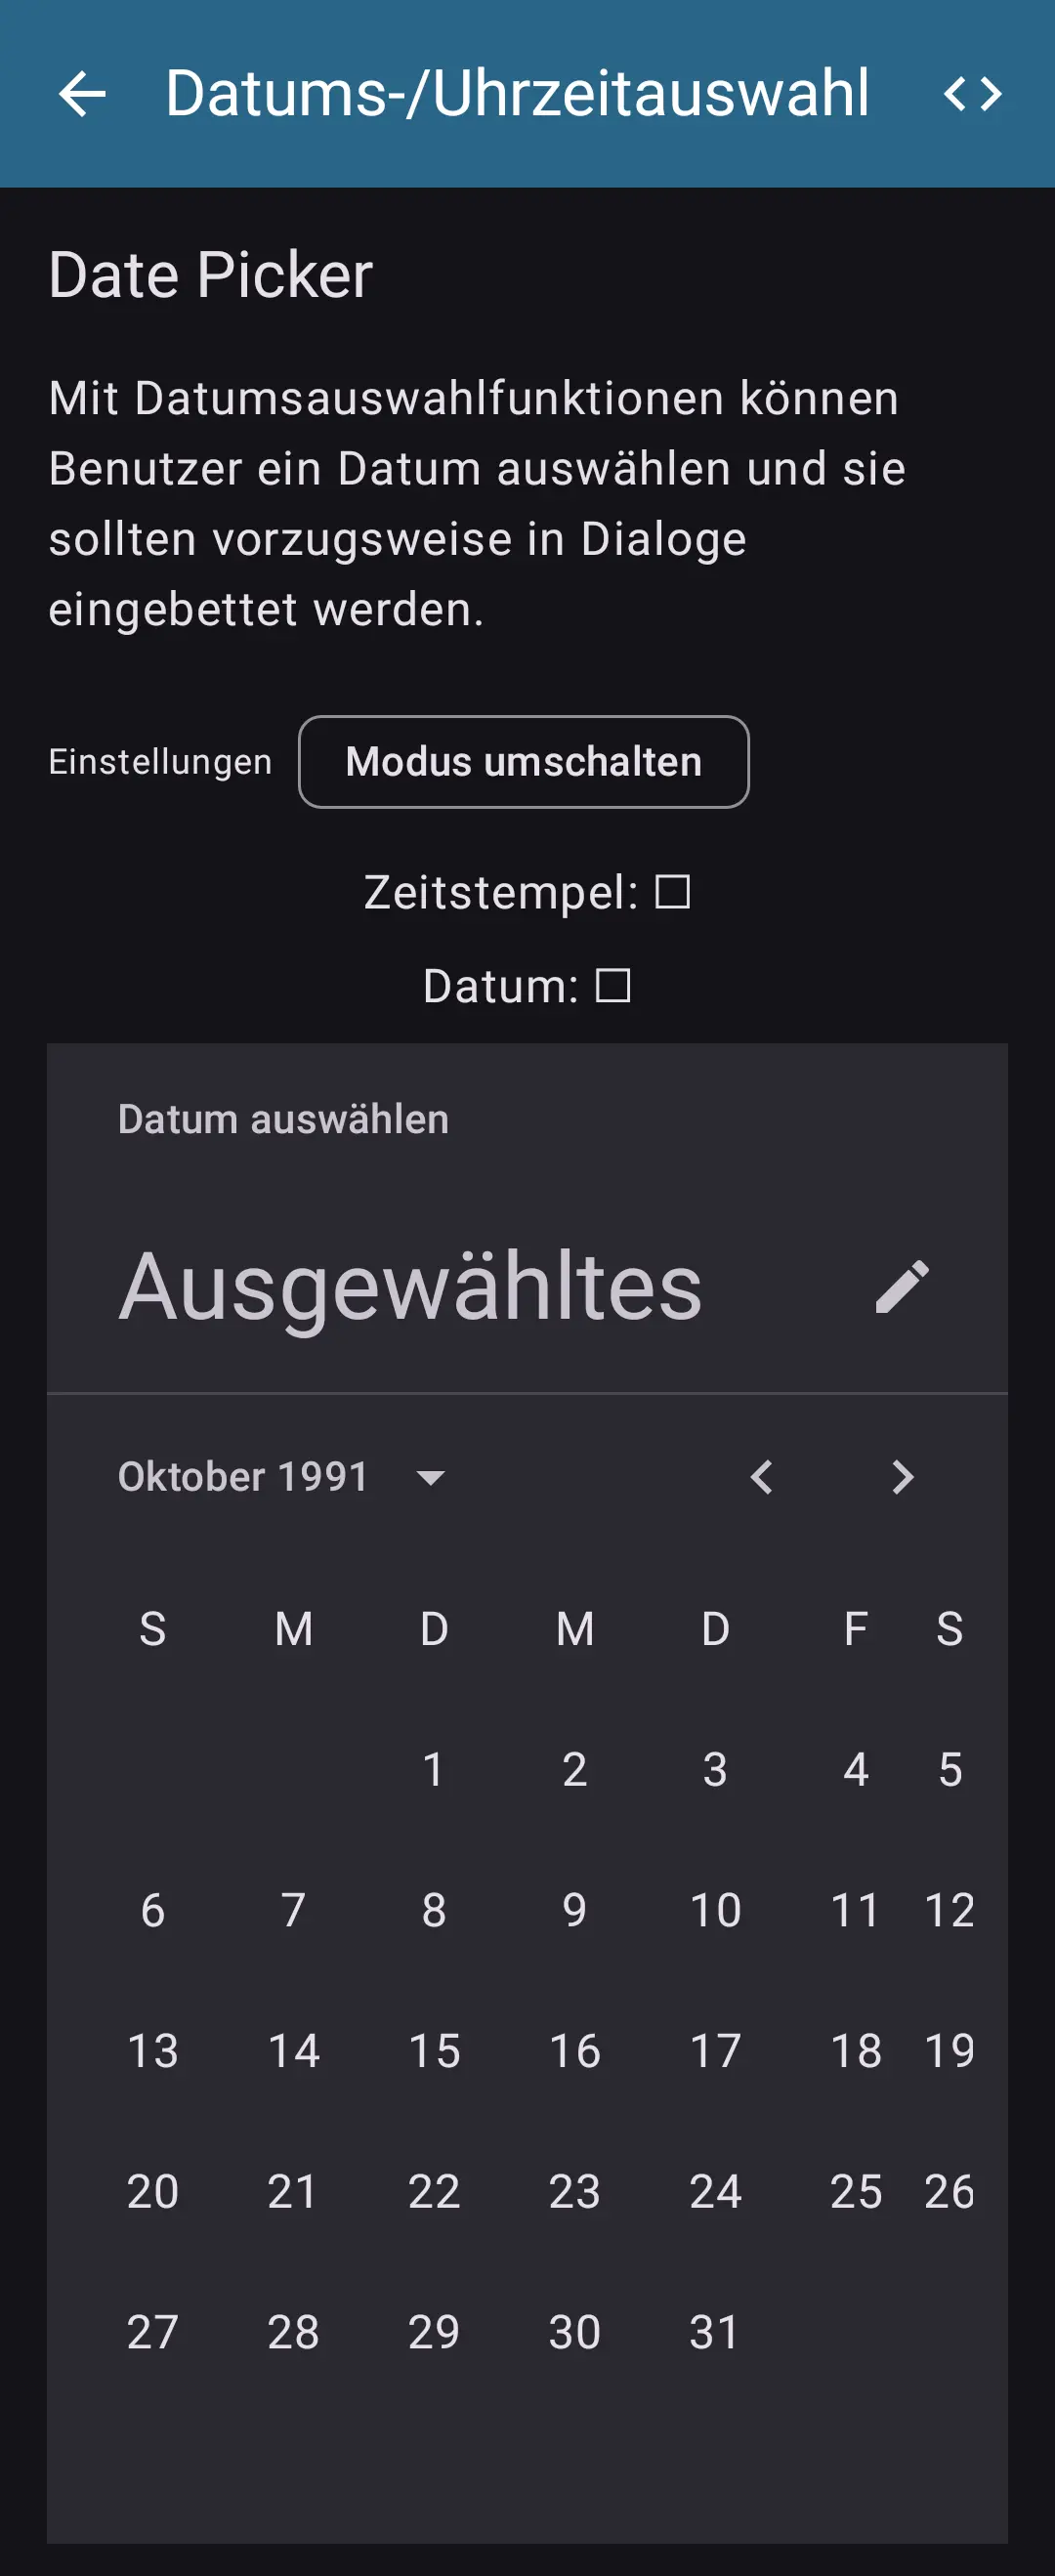 Datums-/Uhrzeitauswahl
Date Picker
Mit Datumsauswahlfunktionen können
Benutzer ein Datum auswählen und sie
sollten vorzugsweise in Dialoge
eingebettet werden.
Einstellungen Modus umschalten
Zeitstempel: □
Datum: □
Datum auswählen
Ausgewähltes
Oktober 1991
S M D M D F S
1 2 3 4 5
6 7 8 9 10 11 12
13 14 15 16 17 18 19
20 21 22 23 24 25 26
27 28 29 30 31